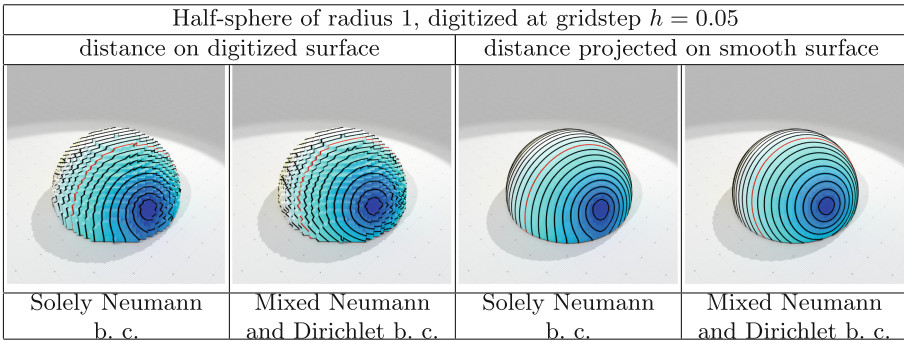 Half-sphere of radius 1, digitized at gridstep h = 0.05
distance on digitized surface
distance projected on smooth surface
Solely Neumann
b. c.
Mixed Neumann
and Dirichlet b. c.
Solely Neumann
b. c.
Mixed Neumann
and Dirichlet b. c.